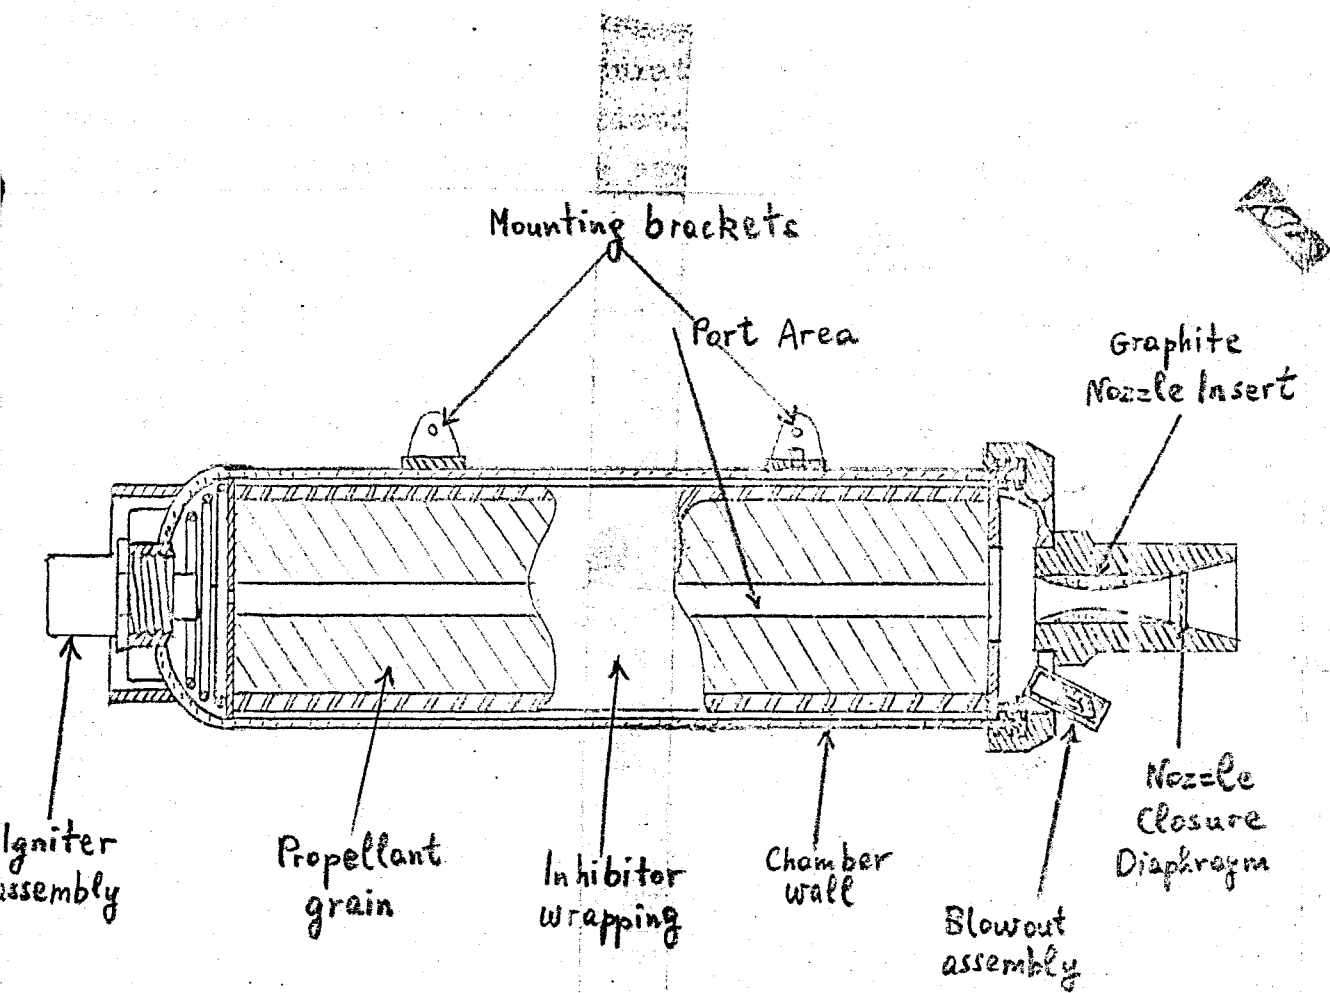 Mounting brackets
Port Area
Graphite
Nozzle Insert
Igniter
assembly
Propellant
grain
Inhibitor
wrapping
Chamber
wall
Blowout
assembly
Nozzle
Closure
Diaphragm